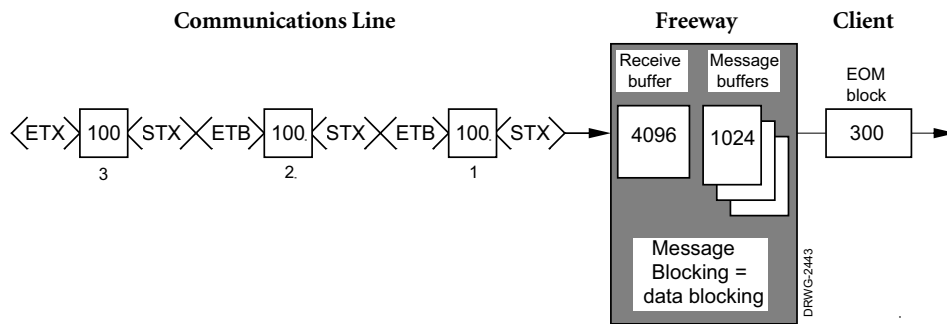 Communications Line Freeway Client
Receive buffer
Message buffers
EOM block
<ETX> 100 <STX> <ETB> 100. <STX> <ETB> 100. <STX>
4096
1024
300
3 2. 1
Message
Blocking =
data blocking
DRWG-2443